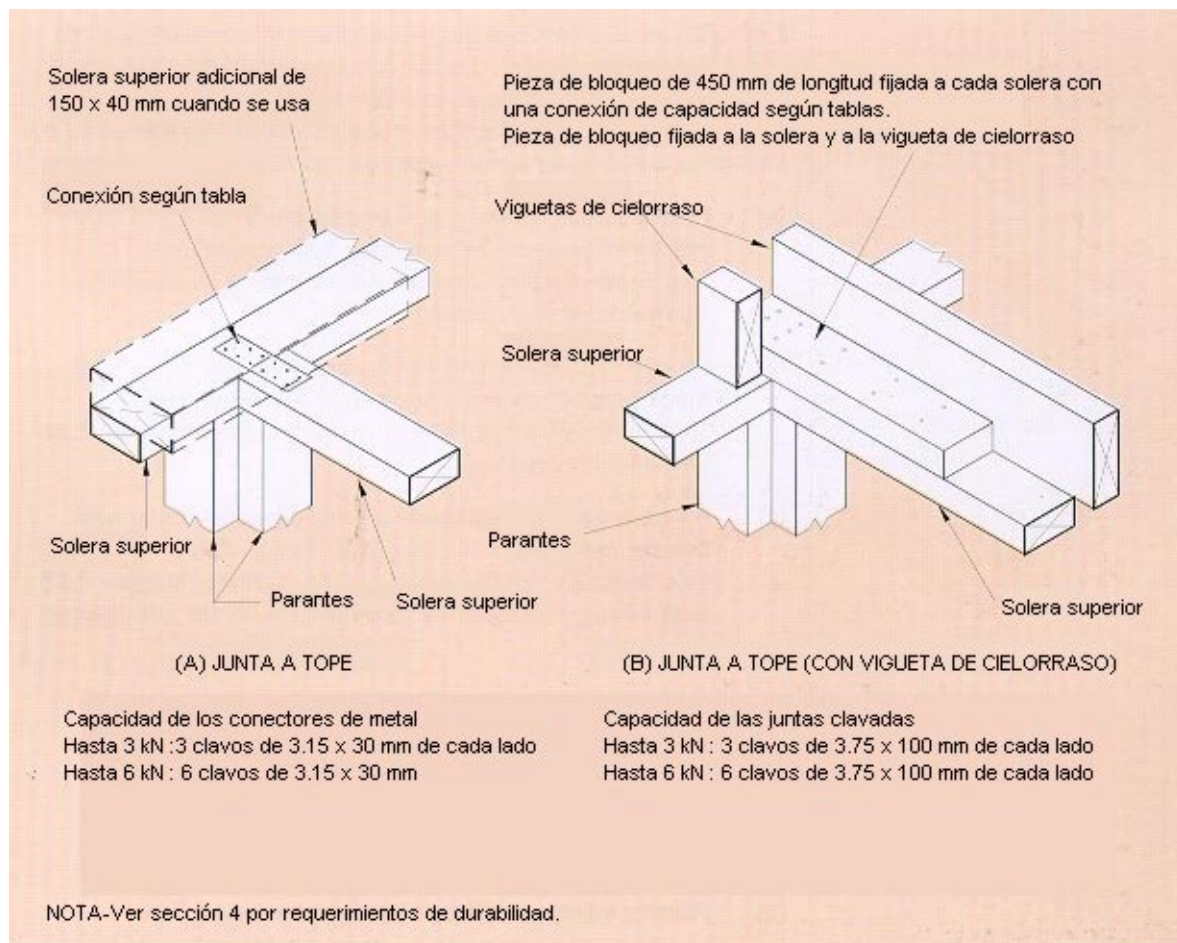 Solera superior adicional de
150 x 40 mm cuando se usa
Conexión según tabla
Solera superior
Parantes
Solera superior
(A) JUNTA A TOPE
Capacidad de los conectores de metal
Hasta 3 kN :3 clavos de 3.15 x 30 mm de cada lado
Hasta 6 kN : 6 clavos de 3.15 x 30 mm
Pieza de bloqueo de 450 mm de longitud fijada a cada solera con
una conexión de capacidad según tablas.
Pieza de bloqueo fijada a la solera y a la vigueta de cielorraso
Viguetas de cielorraso
Solera superior
Parantes
Solera superior
(B) JUNTA A TOPE (CON VIGUETA DE CIELORRASO)
Capacidad de las juntas clavadas
Hasta 3 kN : 3 clavos de 3.75 x 100 mm de cada lado
Hasta 6 kN : 6 clavos de 3.75 x 100 mm de cada lado
NOTA-Ver sección 4 por requerimientos de durabilidad.